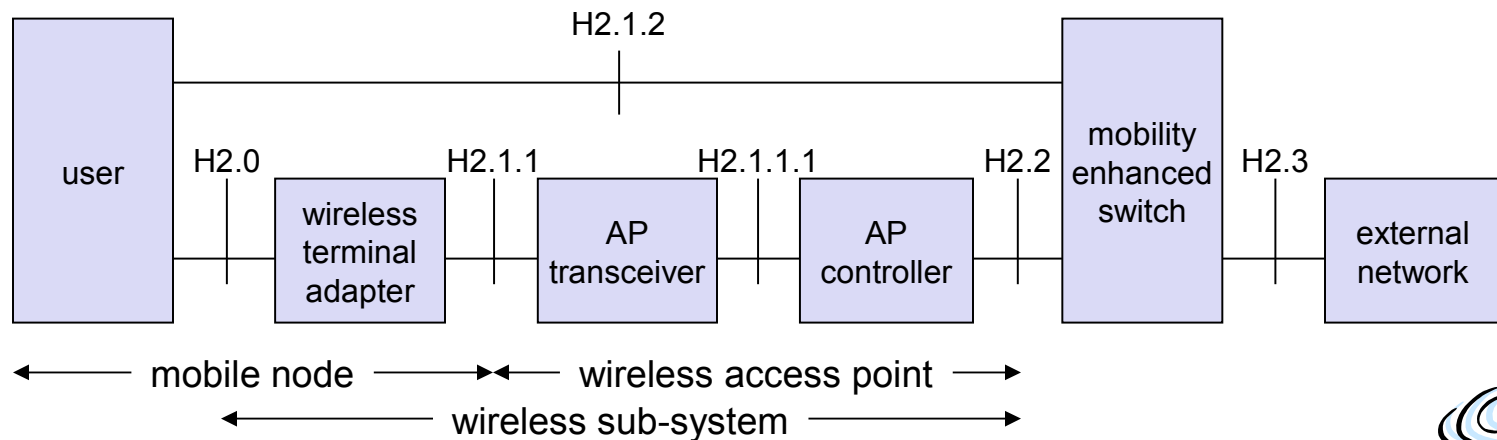 H2.1.2
user
H2.0
wireless
terminal
adapter
H2.1.1
AP
transceiver
H2.1.1.1
AP
controller
H2.2
mobility
enhanced
switch
H2.3
external
network
mobile node
wireless access point
wireless sub-system